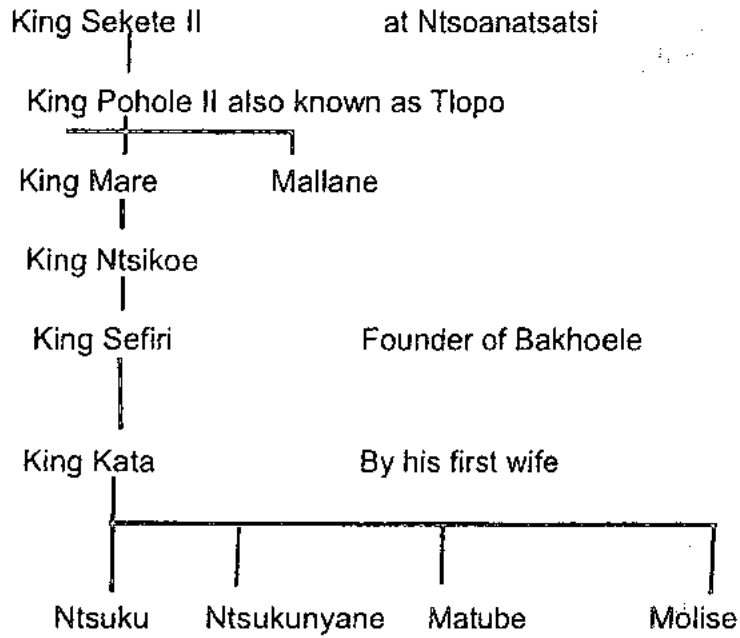 King Sekete II at Ntsoanatsatsi
King Pohole II also known as Tlopo
King Mare Mallane
King Ntsikoe
King Sefiri Founder of Bakhoele
King Kata By his first wife
Ntsuku Ntsukunyane Matube Molise